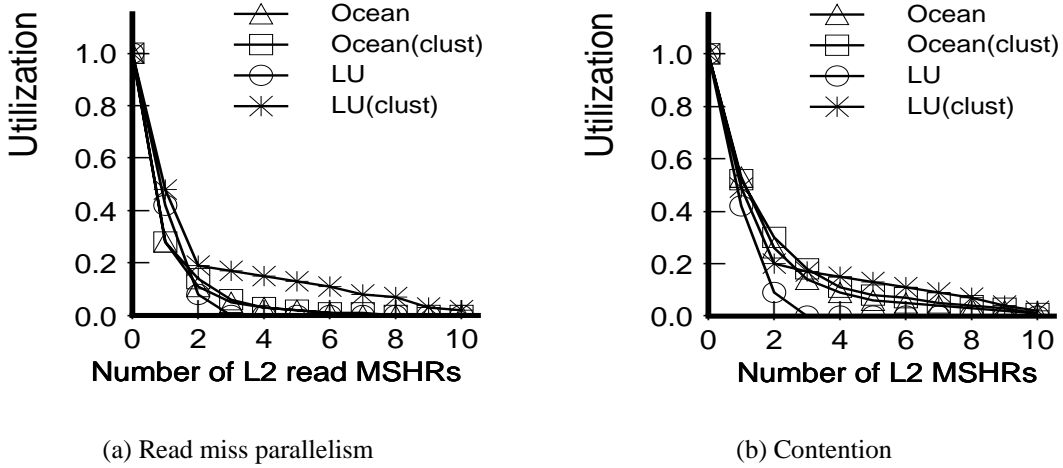 Utilization
Ocean
Ocean(clust)
LU
LU(clust)
1.0
0.8
0.6
0.4
0.2
0.0
0 2 4 6 8 10
Number of L2 read MSHRs
(a) Read miss parallelism
Utilization
Ocean
Ocean(clust)
LU
LU(clust)
1.0
0.8
0.6
0.4
0.2
0.0
0 2 4 6 8 10
Number of L2 MSHRs
(b) Contention